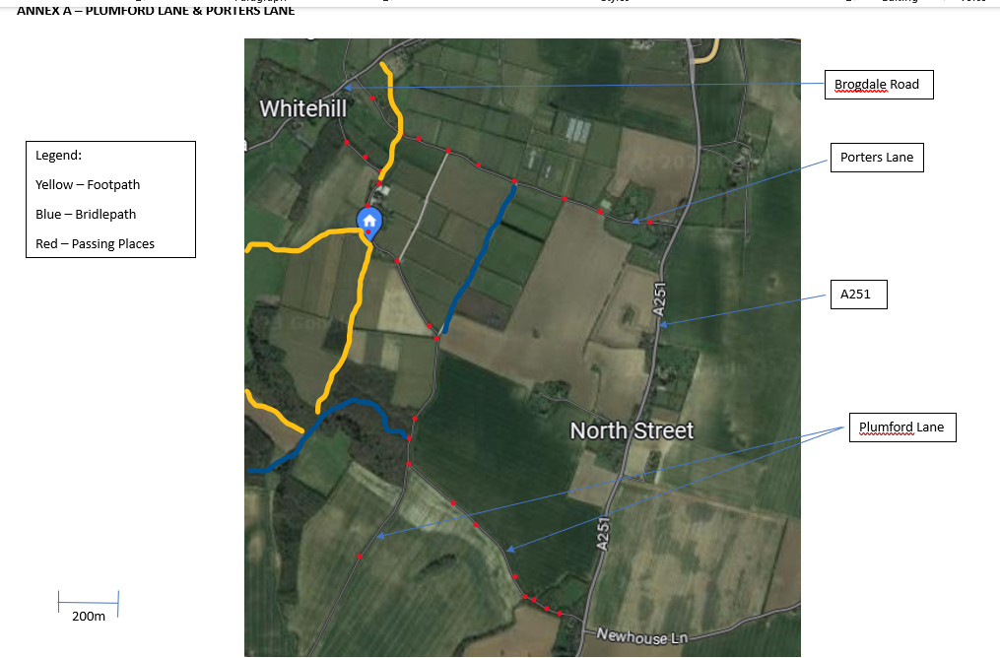 ANNEX A – PLUMFORD LANE & PORTERS LANE
Brogdale Road
Whitehill
Legend:
Yellow – Footpath
Blue – Bridlepath
Red – Passing Places
Porters Lane
A251
A251
North Street
Plumford Lane
A251
200m
Newhouse Ln